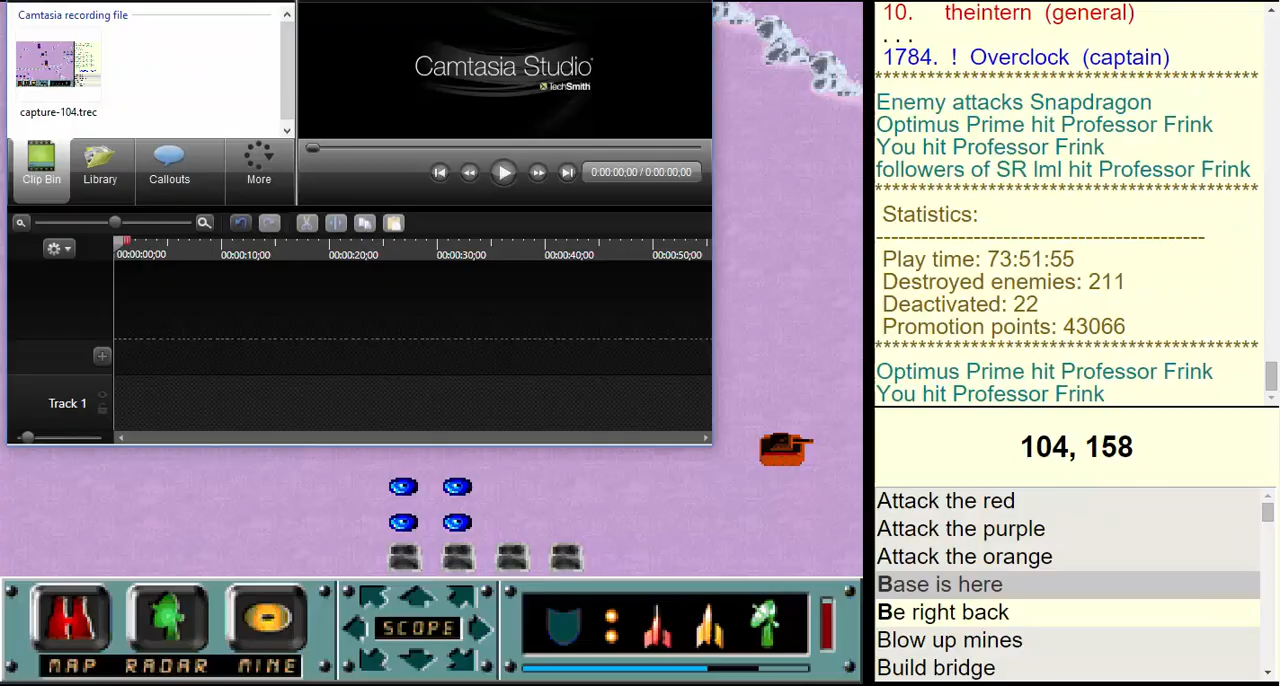 Camtasia recording file
capture-104.trec
Camtasia Studio
TechSmith
Clip Bin
Library
Callouts
More
0:00:00;00 / 0:00:00;00
00:00:00;00
00:00:10;00
00:00:20;00
00:00:30;00
00:00:40;00
00:00:50;00
Track 1
MAP
RADAR
MINE
SCOPE
10. theintern (general)
. . .
1784. ! Overclock (captain)
**************************************************
Enemy attacks Snapdragon
Optimus Prime hit Professor Frink
You hit Professor Frink
followers of SR lml hit Professor Frink
**************************************************
Statistics:
-----------------------------------------
Play time: 73:51:55
Destroyed enemies: 211
Deactivated: 22
Promotion points: 43066
**************************************************
Optimus Prime hit Professor Frink
You hit Professor Frink
104, 158
Attack the red
Attack the purple
Attack the orange
Base is here
Be right back
Blow up mines
Build bridge